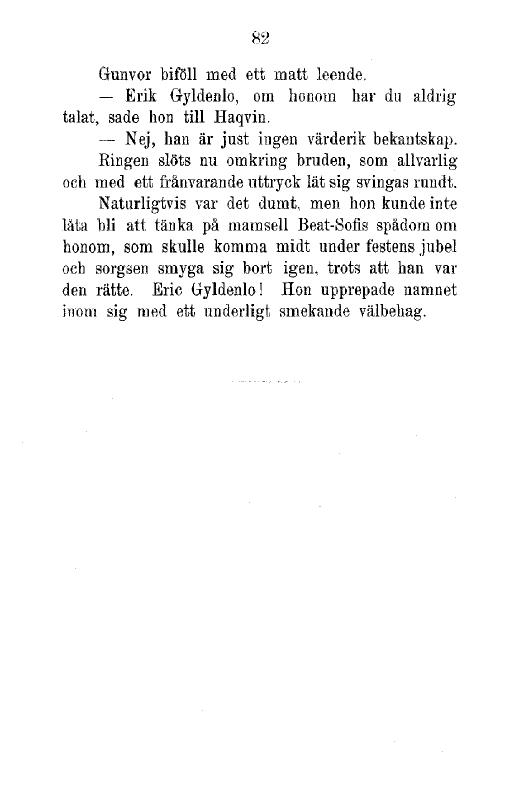 82
Gunvor biföll med ett matt leende.
— Erik Gyldenlo, om honom har du aldrig
talat, sade hon till Haqvin.
— Nej, han är just ingen värderik bekantskap.
Ringen slöts nu omkring bruden, som allvarlig
och med ett frånvarande uttryck lät sig svingas rundt.
Naturligtvis var det dumt, men hon kunde inte
låta bli att tänka på mamsell Beat-Sofis spådom om
honom, som skulle komma midt under festens jubel
och sorgsen smyga sig bort igen, trots att han var
den rätte. Eric Gyldenlo! Hon upprepade namnet
inom sig med ett underligt smekande välbehag.